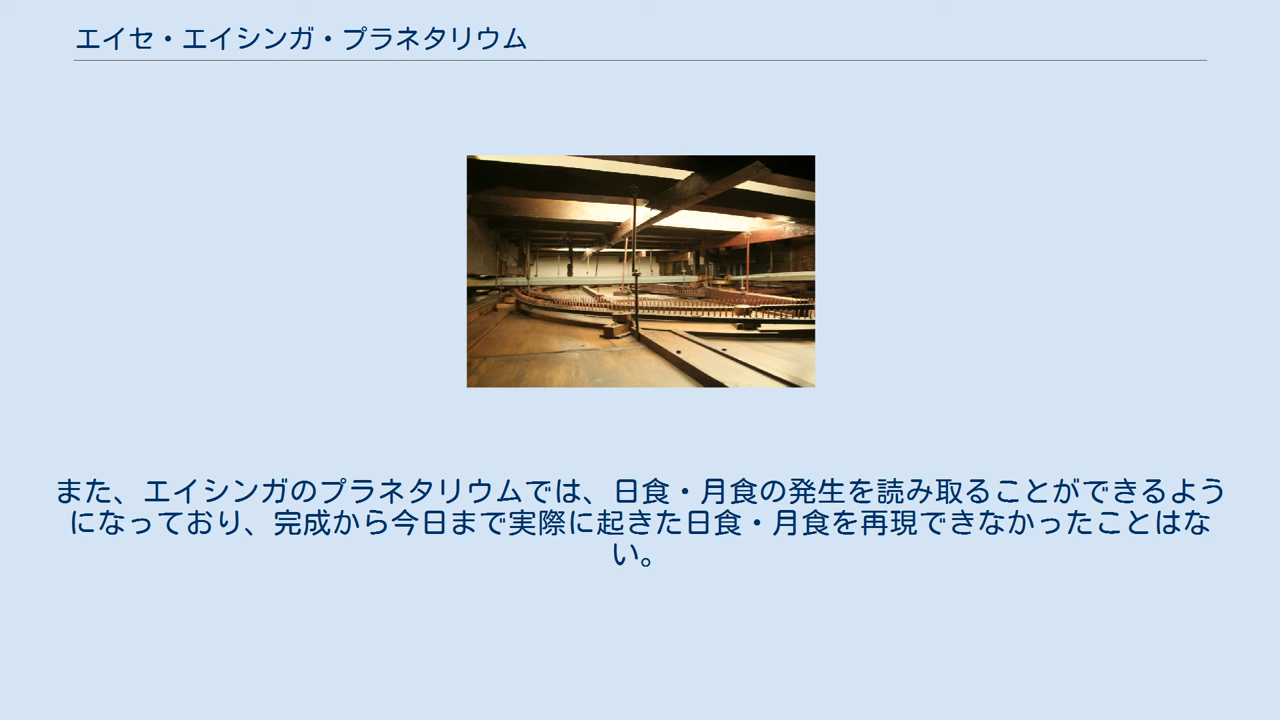 エイセ・エイシンガ・プラネタリウム
また、エイシンガのプラネタリウムでは、日食・月食の発生を読み取ることができるよう
になっており、完成から今日まで実際に起きた日食・月食を再現できなかったことはな
い。